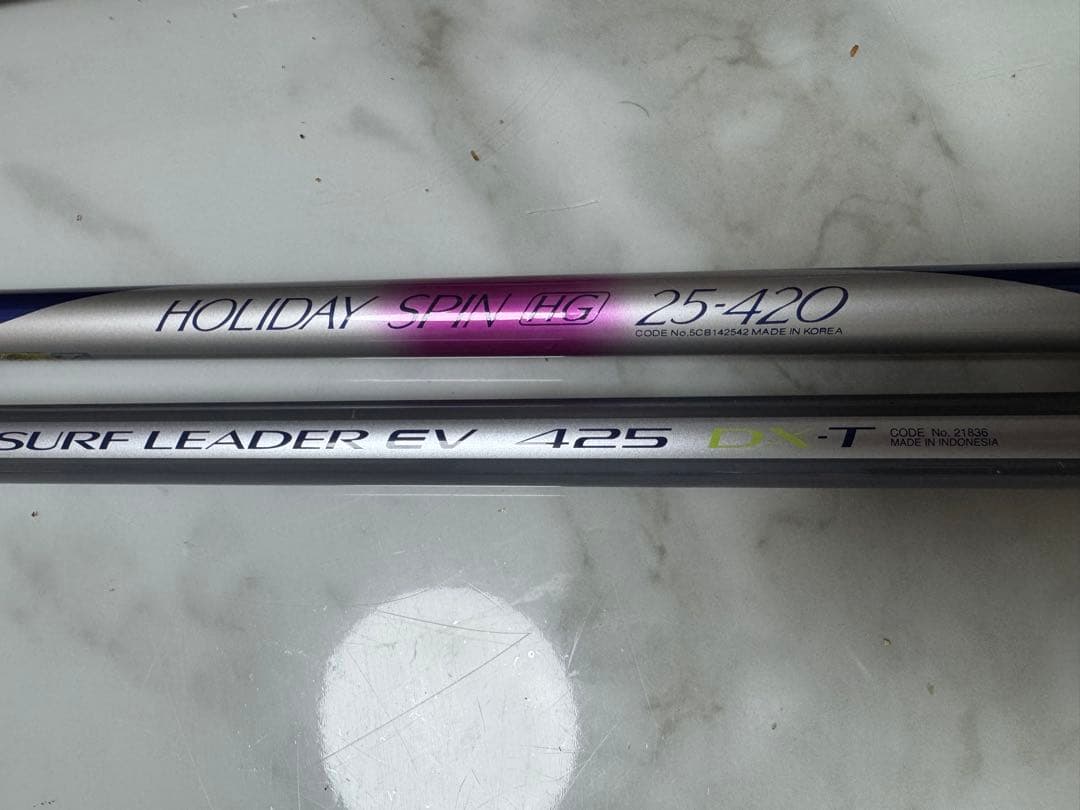 HOLIDAY SPIN HG 25-420
CODE No.5CB142542 MADE IN KOREA
SURF LEADER EV 425 DX-T
CODE No. 21836
MADE IN INDONESIA